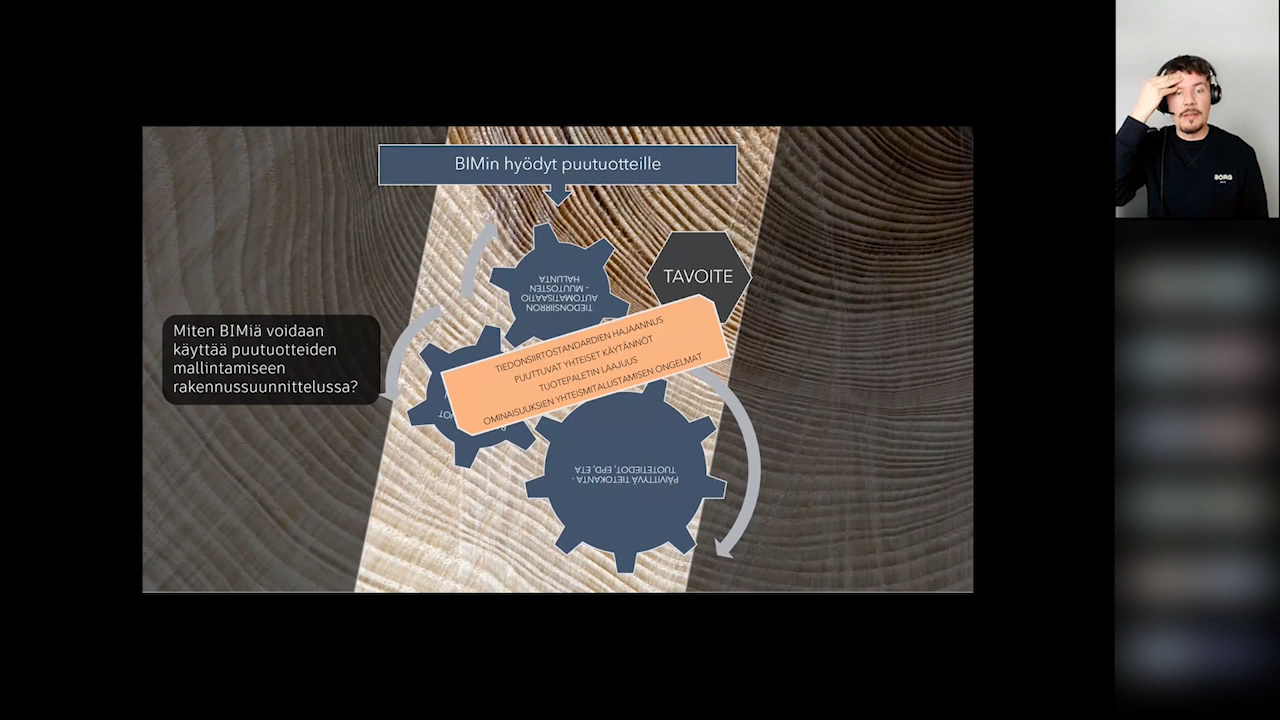 BIMin hyödyt puutuotteille
TIEDONSIIRRON
AUTOMATISAATIO
– MUUTOSTEN
HALLINTA
TAVOITE
Miten BIMiä voidaan
käyttää puutuotteiden
mallintamiseen
rakennussuunnittelussa?
TIEDONSIIRTOSTANDARDIEN HAJAANNUS
PUUTTUVAT YHTEISET KÄYTÄNNÖT
TUOTEPALETIN LAAJUUS
OMINAISUUKSIEN YHTEISMITALLISTAMISEN ONGELMAT
PÄIVITTYVÄ TIETOKANTA -
TUOTETIEDOT, EPD, ETA
BORG